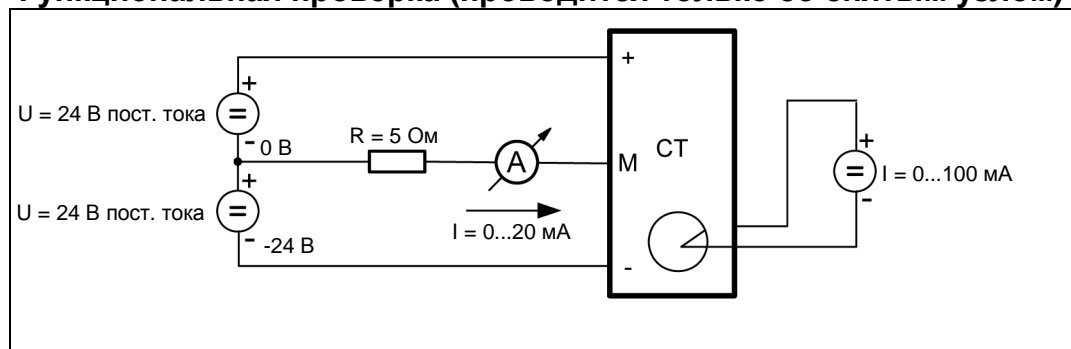 Функциональная проверка (проводится только со снятым узлом)
+
+
U = 24 В пост. тока
=
-
0 В
R = 5 Ом
A
M
СТ
+
=
I = 0...100 мА
-
+
U = 24 В пост. тока
=
I = 0...20 мА
-
-24 В
-